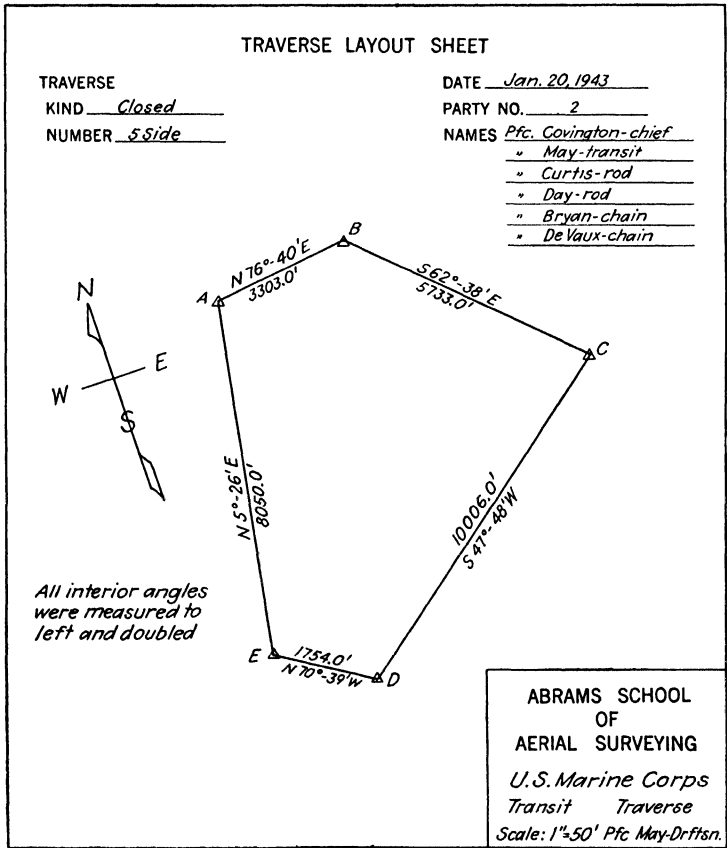 TRAVERSE LAYOUT SHEET
TRAVERSE
KIND Closed
NUMBER 5 Side
DATE Jan. 20, 1943
PARTY NO. 2
NAMES Pfc. Covington-chief
" May-transit
" Curtis-rod
" Day-rod
" Bryan-chain
" De Vaux-chain
N
W E
S
A
B
C
D
E
N 76°-40' E
3303.0'
S 62°-38' E
5733.0'
10006.0'
S 47°-48' W
1754.0'
N 70°-39' W
N 5°-26' E
8050.0'
All interior angles
were measured to
left and doubled
ABRAMS SCHOOL
OF
AERIAL SURVEYING
U.S. Marine Corps
Transit Traverse
Scale: 1"=50' Pfc May-Drftsn.